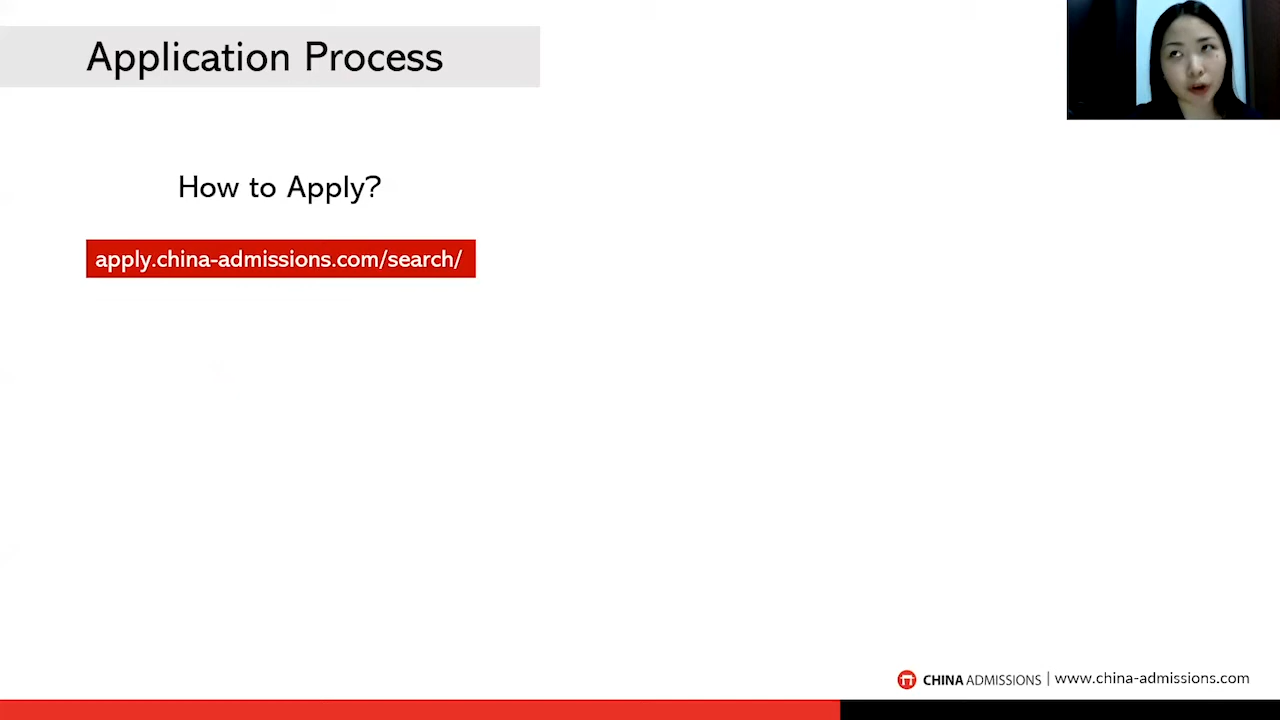 Application Process
How to Apply?
apply.china-admissions.com/search/
CHINA ADMISSIONS | www.china-admissions.com